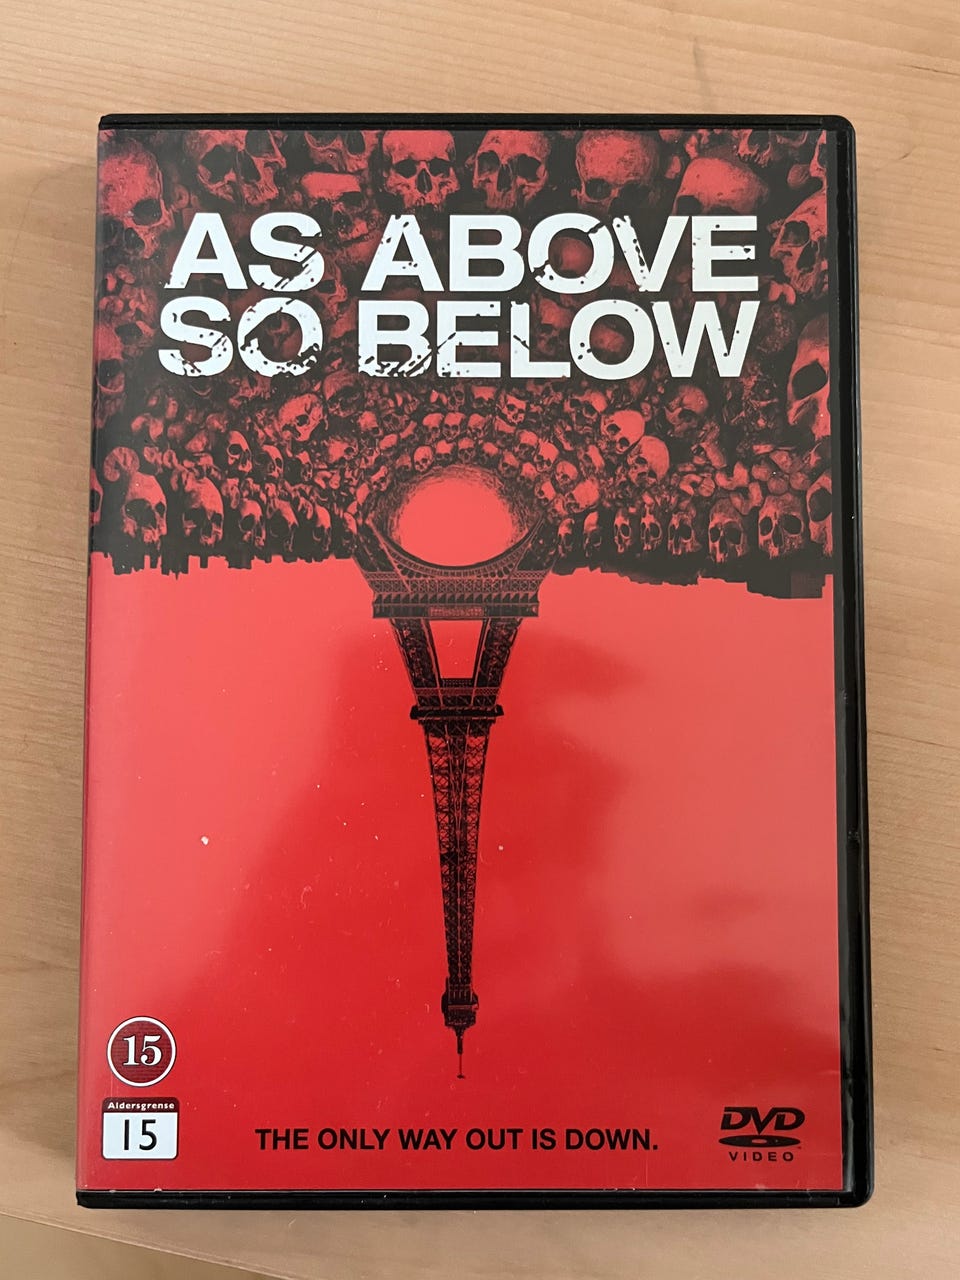 AS ABOVE
SO BELOW
15
Aldersgrense
15
THE ONLY WAY OUT IS DOWN.
DVD
VIDEO